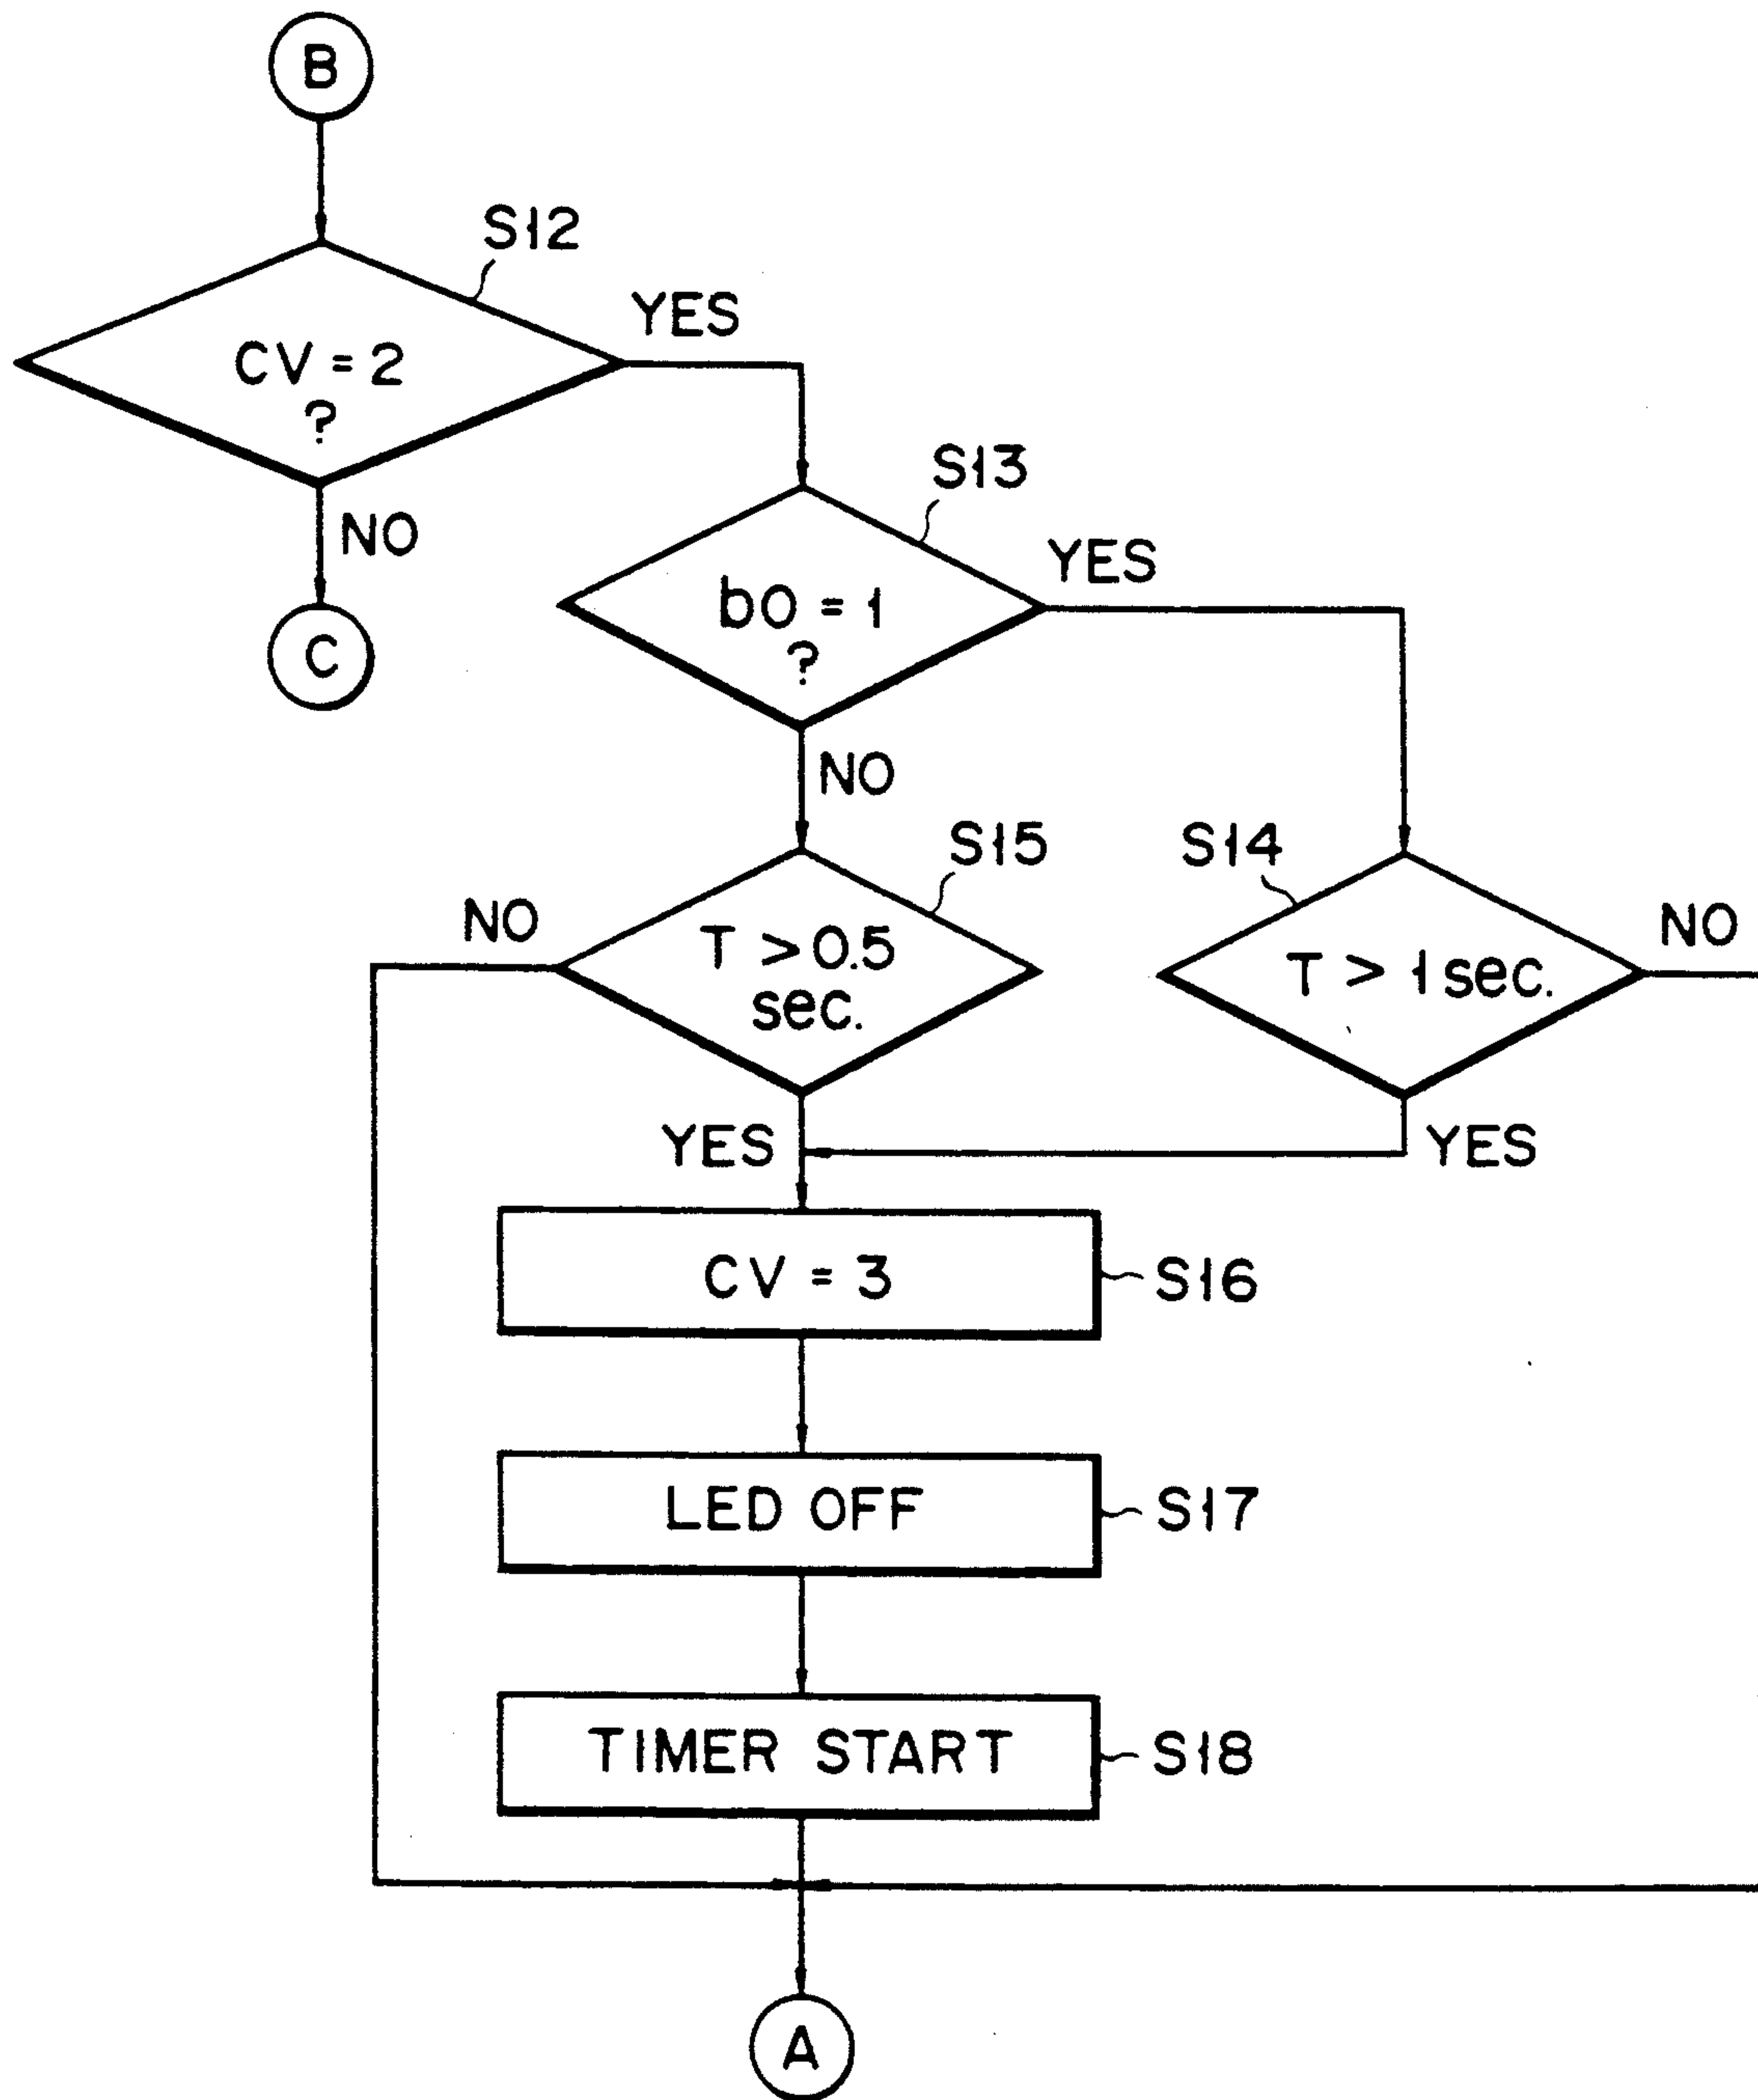 B
S12
YES
CV = 2
?
NO
C
S13
YES
b0 = 1
?
NO
S15
S14
NO
T > 0.5
sec.
T > 1 sec.
NO
YES
YES
CV = 3
S16
LED OFF
S17
TIMER START
S18
A